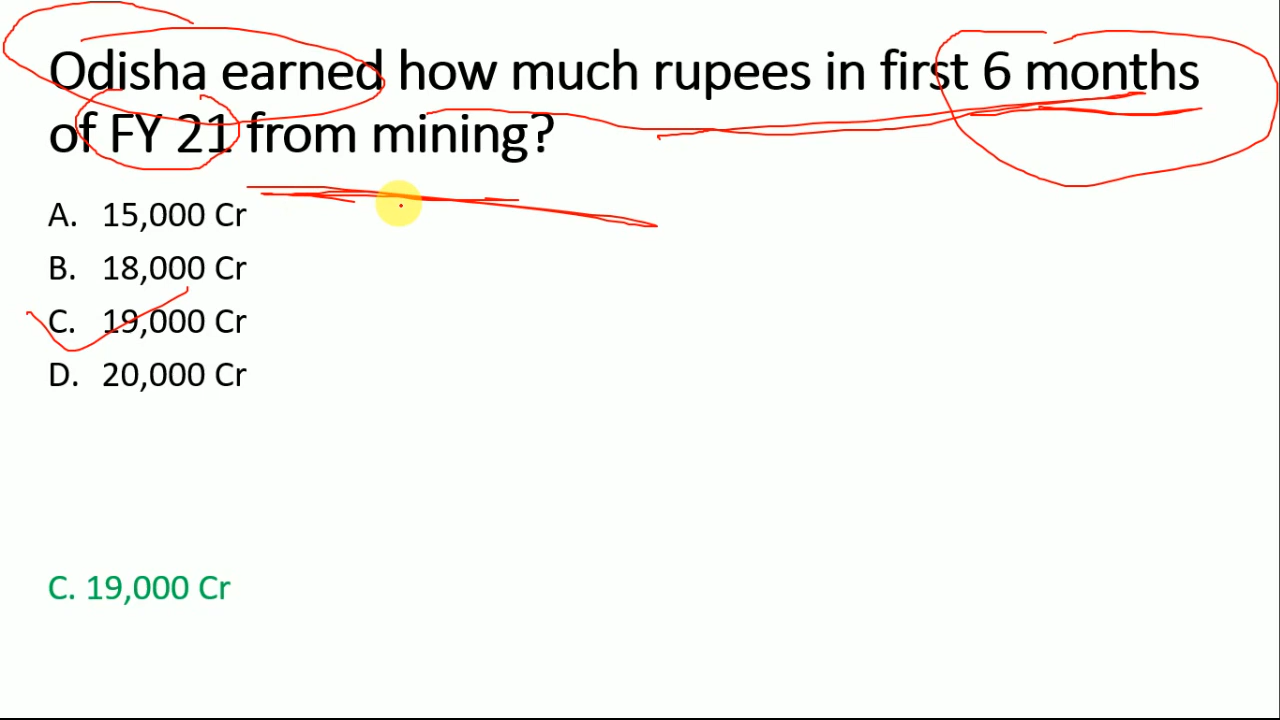 Odisha earned how much rupees in first 6 months
of FY 21 from mining?
A. 15,000 Cr
B. 18,000 Cr
C. 19,000 Cr
D. 20,000 Cr
C. 19,000 Cr